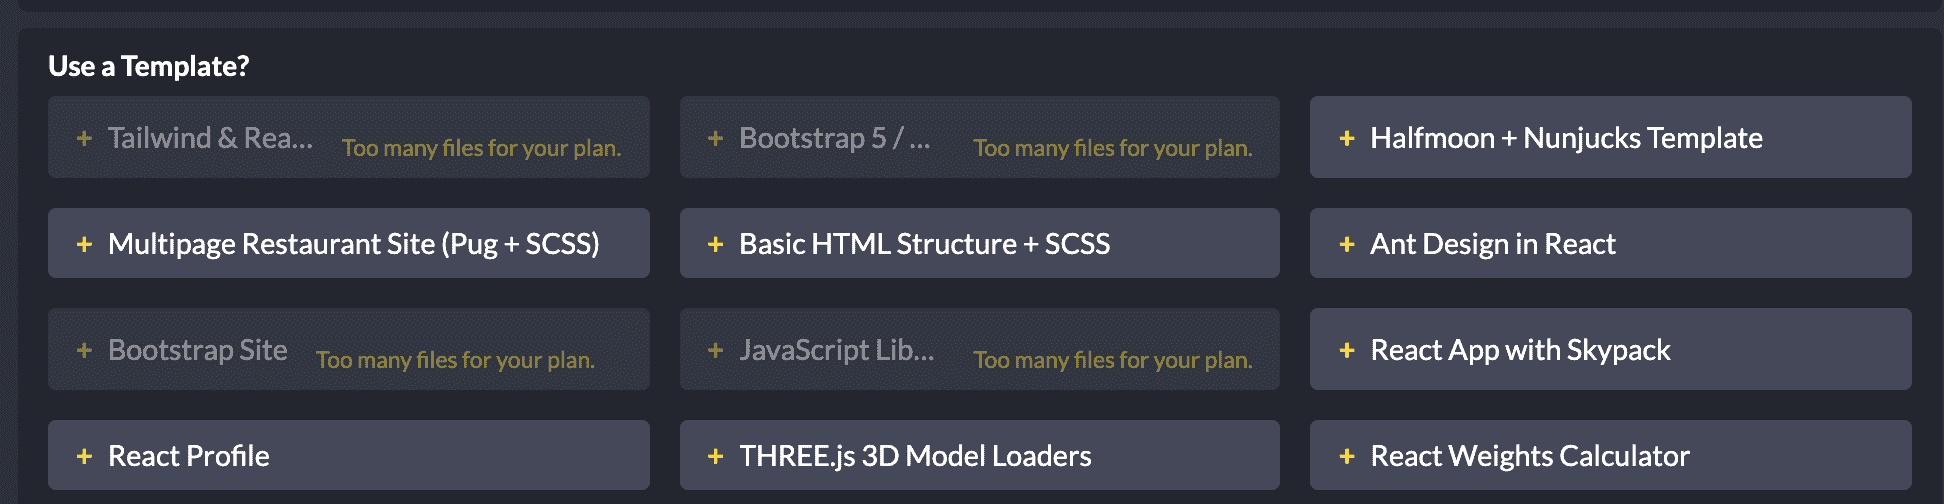 Use a Template?
+ Tailwind & Rea... Too many files for your plan.
+ Bootstrap 5 / ... Too many files for your plan.
+ Halfmoon + Nunjucks Template
+ Multipage Restaurant Site (Pug + SCSS)
+ Basic HTML Structure + SCSS
+ Ant Design in React
+ Bootstrap Site Too many files for your plan.
+ JavaScript Lib... Too many files for your plan.
+ React App with Skypack
+ React Profile
+ THREE.js 3D Model Loaders
+ React Weights Calculator